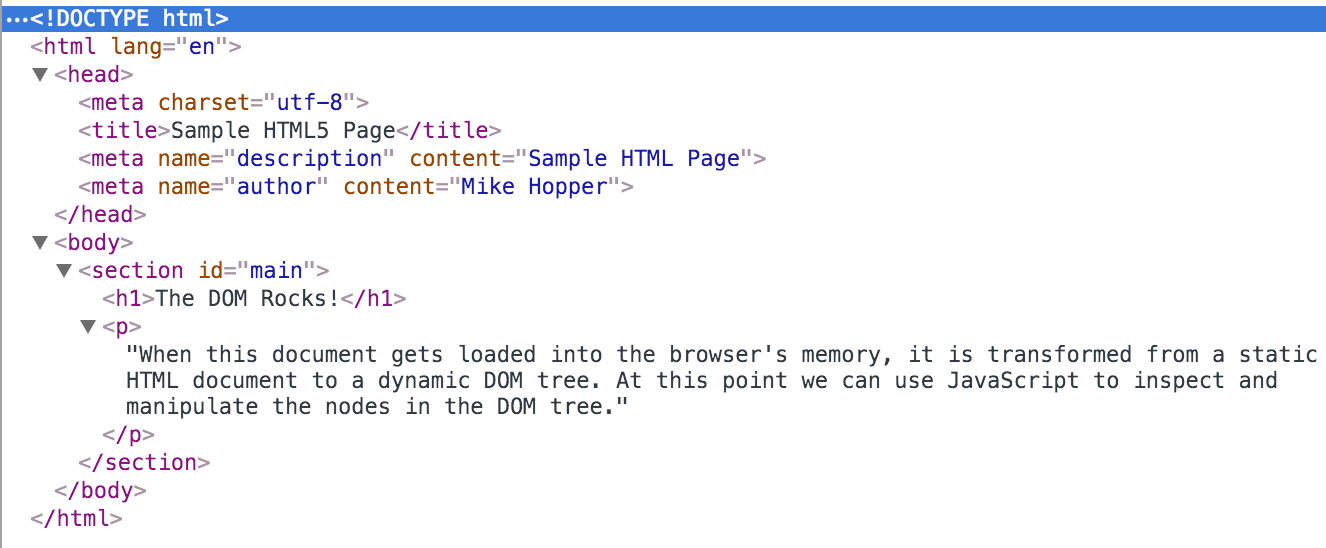 <!DOCTYPE html>
<html lang="en">
<head>
<meta charset="utf-8">
<title>Sample HTML5 Page</title>
<meta name="description" content="Sample HTML Page">
<meta name="author" content="Mike Hopper">
</head>
<body>
<section id="main">
<h1>The DOM Rocks!</h1>
<p>
"When this document gets loaded into the browser's memory, it is transformed from a static
HTML document to a dynamic DOM tree. At this point we can use JavaScript to inspect and
manipulate the nodes in the DOM tree."
</p>
</section>
</body>
</html>